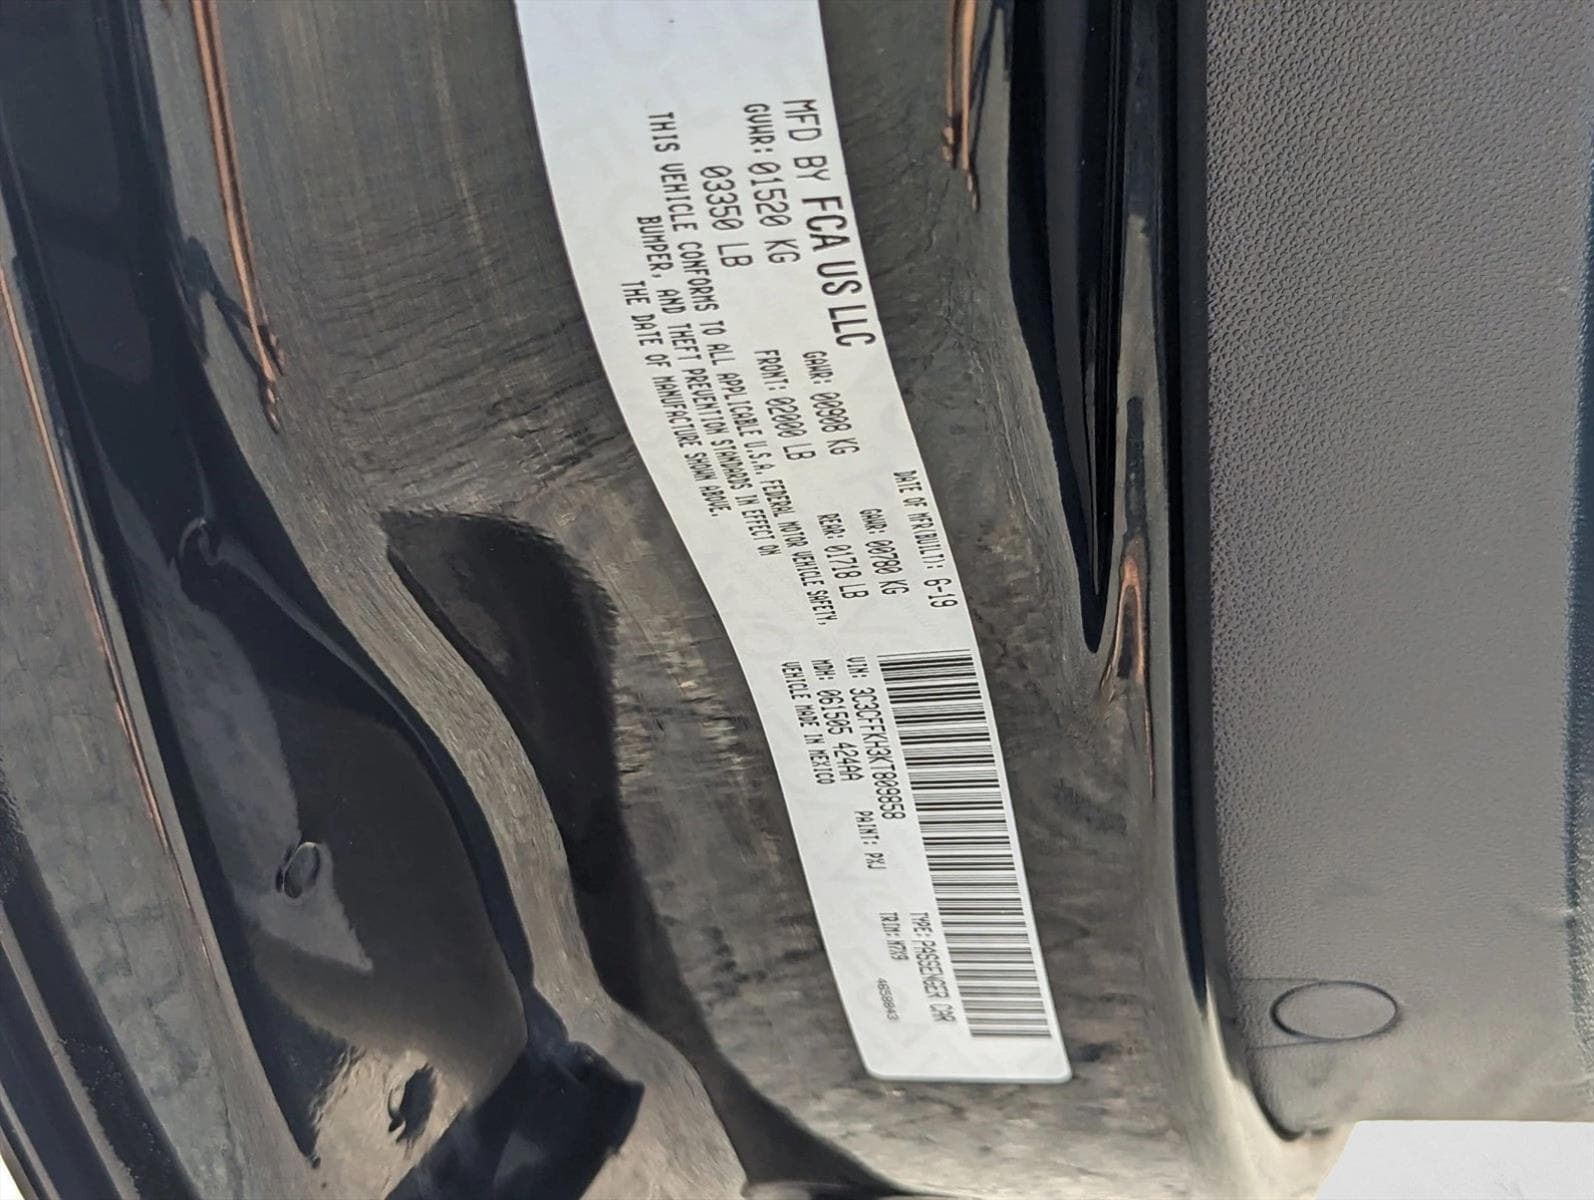 MFD BY FCA US LLC
DATE OF MFR(BUILT): 6-19
GVWR: 01520 KG
GAWR: 00908 KG
GAWR: 00780 KG
03350 LB
FRONT: 02000 LB
REAR: 01718 LB
THIS VEHICLE CONFORMS TO ALL APPLICABLE U.S.A. FEDERAL MOTOR VEHICLE SAFETY,
BUMPER, AND THEFT PREVENTION STANDARDS IN EFFECT ON
THE DATE OF MANUFACTURE SHOWN ABOVE.
VIN: 3C3CFFKH3KT809858
TYPE: PASSENGER CAR
MDH: 061505 424AA
PAINT: PXJ
TRIM: N7X9
VEHICLE MADE IN MEXICO
4650043